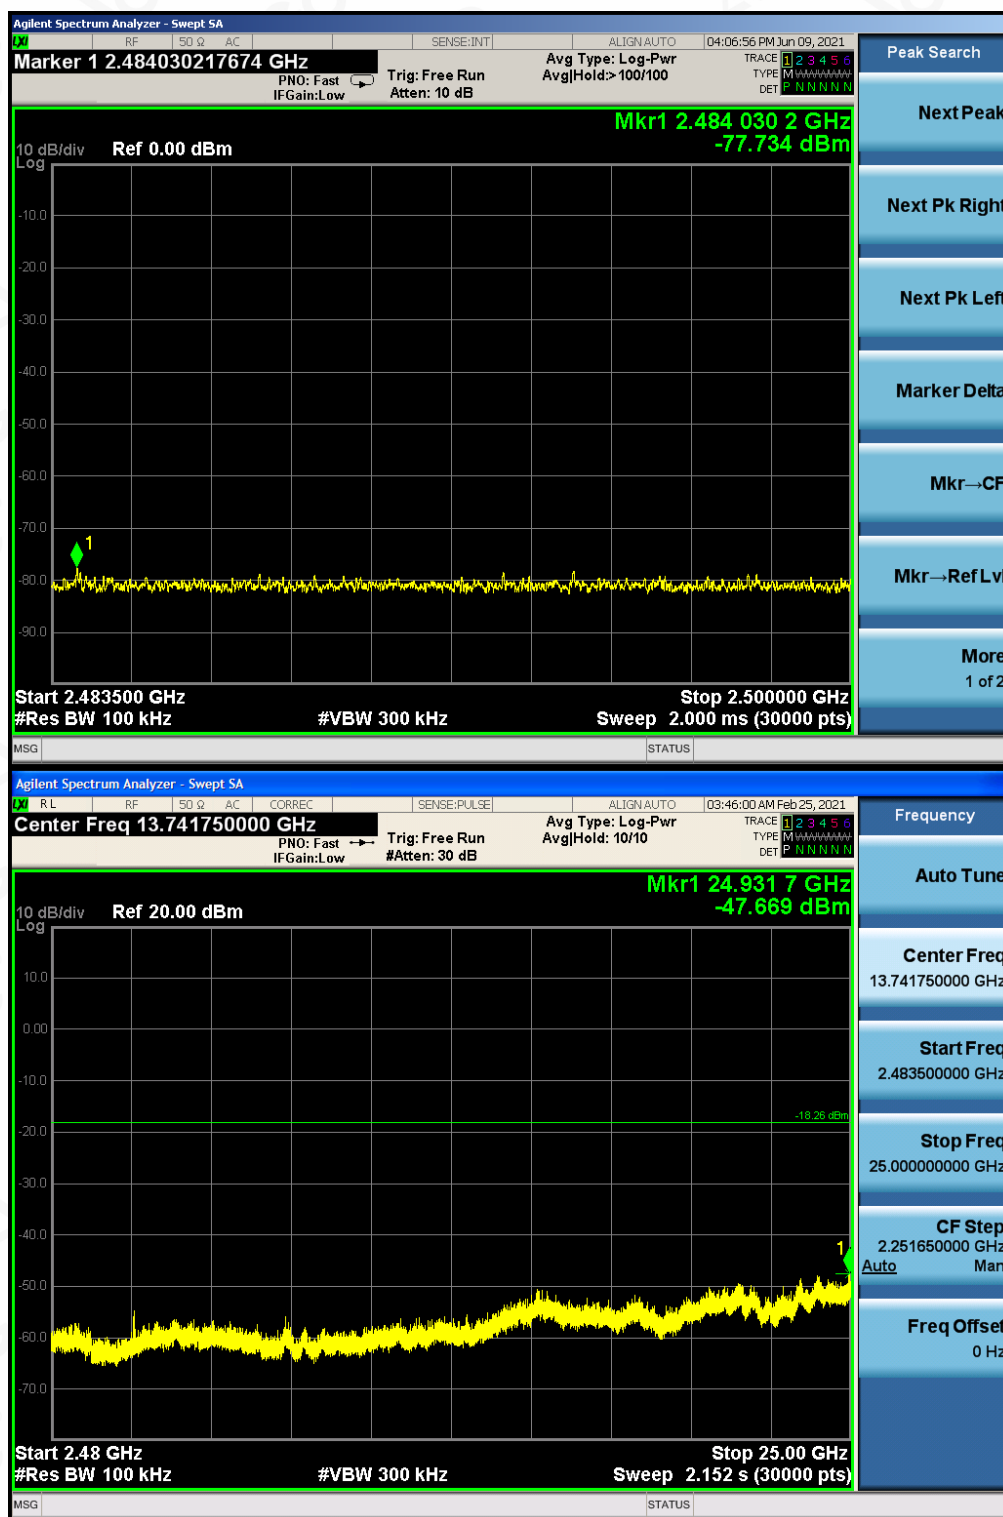 Agilent Spectrum Analyzer - Swept SA
LXI RF 50 Ω AC SENSE:INT ALIGN AUTO 04:06:56 PM Jun 09, 2021
Marker 1 2.484030217674 GHz
PNO: Fast
IFGain:Low
Trig: Free Run
Atten: 10 dB
Avg Type: Log-Pwr
Avg|Hold:>100/100
TRACE 1 2 3 4 5 6
TYPE M WWWWW
DET P N N N N N
Peak Search
Next Peak
Next Pk Right
Next Pk Left
Marker Delta
Mkr→CF
Mkr→Ref Lvl
More
1 of 2
Mkr1 2.484 030 2 GHz
-77.734 dBm
10 dB/div Ref 0.00 dBm
Log
-10.0
-20.0
-30.0
-40.0
-50.0
-60.0
-70.0
1
-80.0
-90.0
Start 2.483500 GHz Stop 2.500000 GHz
#Res BW 100 kHz #VBW 300 kHz Sweep 2.000 ms (30000 pts)
MSG STATUS
Agilent Spectrum Analyzer - Swept SA
LXI RL RF 50 Ω AC CORREC SENSE:PULSE ALIGN AUTO 03:46:00 AM Feb 25, 2021
Center Freq 13.741750000 GHz
PNO: Fast
IFGain:Low
Trig: Free Run
#Atten: 30 dB
Avg Type: Log-Pwr
Avg|Hold: 10/10
TRACE 1 2 3 4 5 6
TYPE M WWWWW
DET P N N N N N
Frequency
Auto Tune
Center Freq
13.741750000 GHz
Start Freq
2.483500000 GHz
Stop Freq
25.000000000 GHz
CF Step
2.251650000 GHz
Auto Man
Freq Offset
0 Hz
Mkr1 24.931 7 GHz
-47.669 dBm
10 dB/div Ref 20.00 dBm
Log
10.0
0.00
-10.0
-18.26 dBm
-20.0
-30.0
-40.0
1
-50.0
-60.0
-70.0
Start 2.48 GHz Stop 25.00 GHz
#Res BW 100 kHz #VBW 300 kHz Sweep 2.152 s (30000 pts)
MSG STATUS